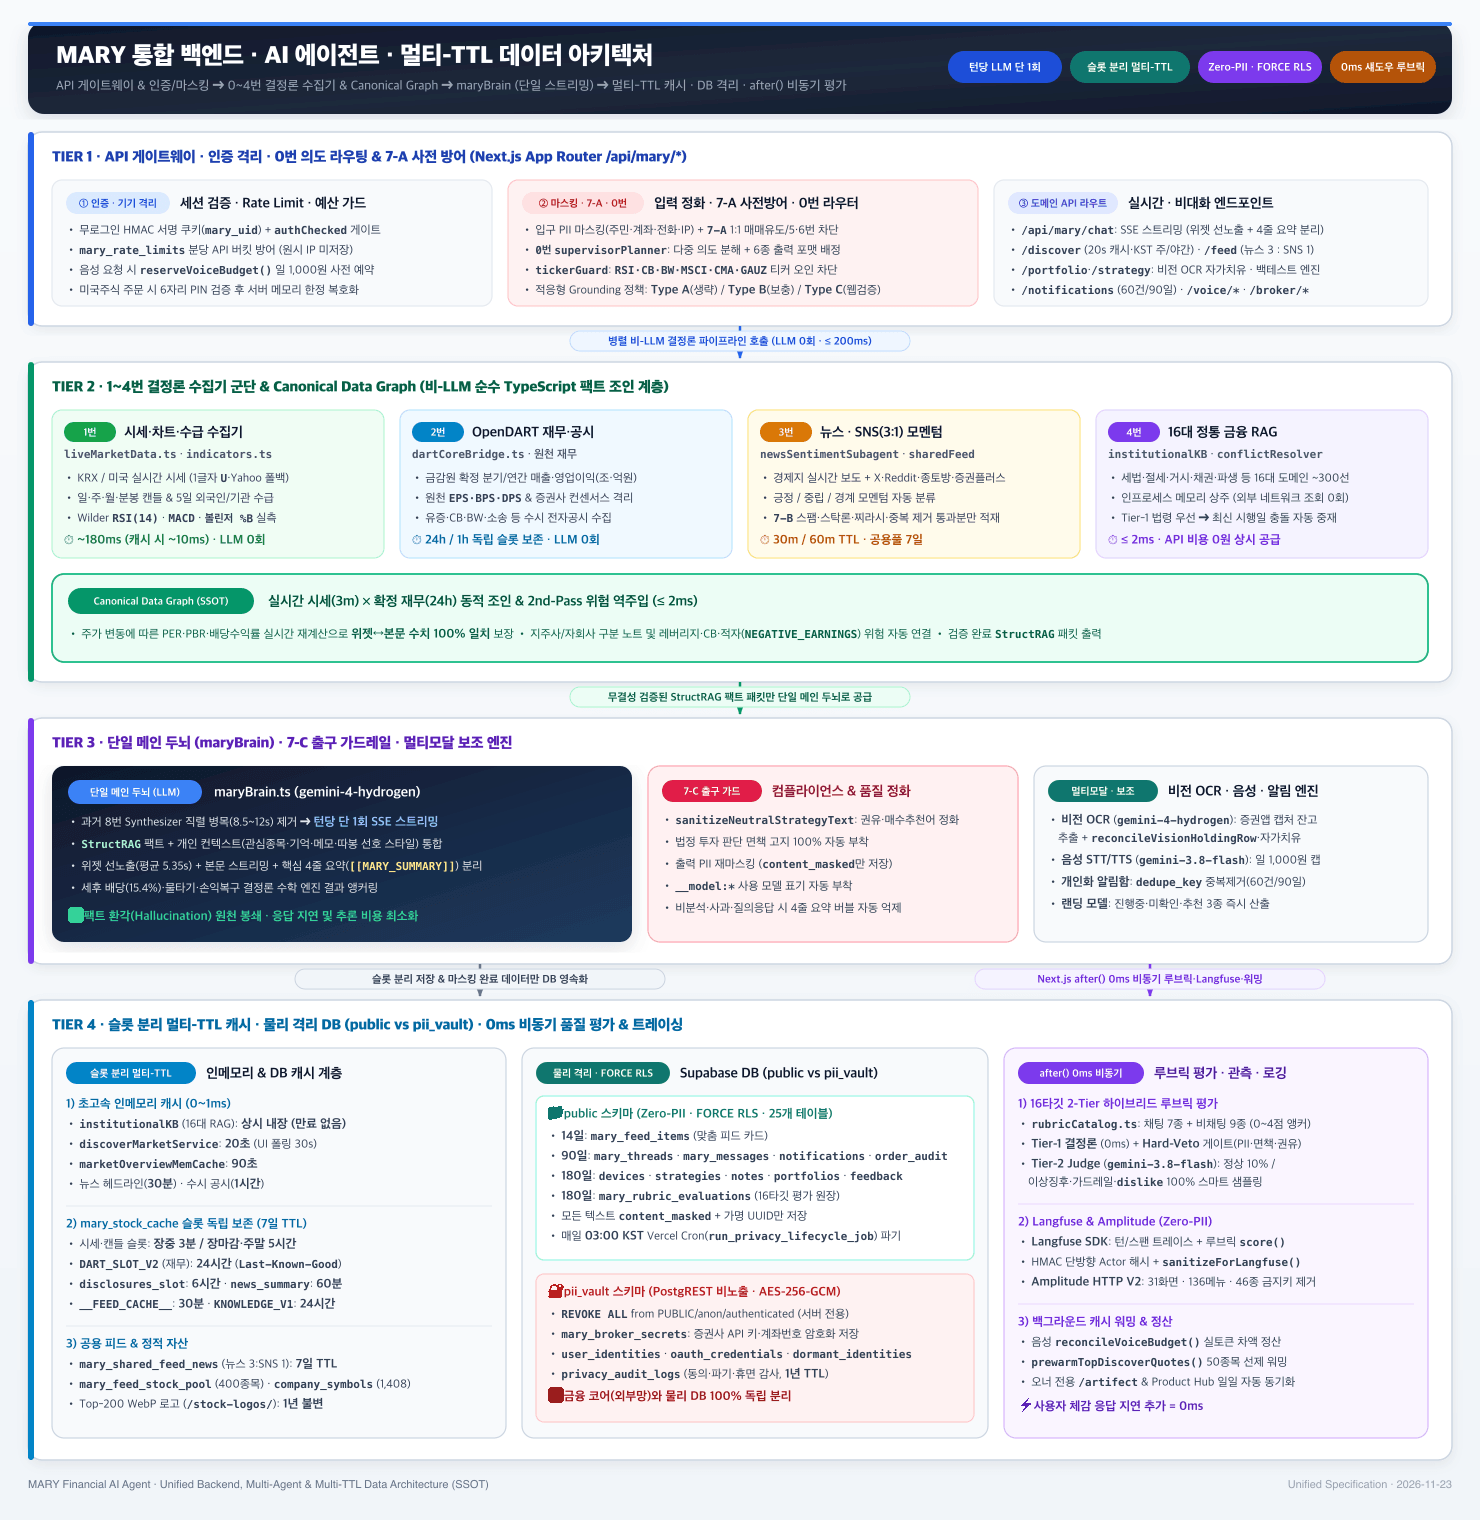 MARY 통합 백엔드 · AI 에이전트 · 멀티-TTL 데이터 아키텍처
API 게이트웨이 & 인증/마스킹 ➔ 0~4번 결정론 수집기 & Canonical Graph ➔ maryBrain (단일 스트리밍) ➔ 멀티-TTL 캐시 · DB 격리 · after() 비동기 평가
턴당 LLM 단 1회
슬롯 분리 멀티-TTL
Zero-PII · FORCE RLS
0ms 섀도우 루브릭
TIER 1 · API 게이트웨이 · 인증 격리 · 0번 의도 라우팅 & 7-A 사전 방어 (Next.js App Router /api/mary/*)
① 인증 · 기기 격리
세션 검증 · Rate Limit · 예산 가드
• 무로그인 HMAC 서명 쿠키(mary_uid) + authChecked 게이트
• mary_rate_limits 분당 API 버킷 방어 (원시 IP 미저장)
• 음성 요청 시 reserveVoiceBudget() 일 1,000원 사전 예약
• 미국주식 주문 시 6자리 PIN 검증 후 서버 메모리 한정 복호화
② 마스킹 · 7-A · 0번
입력 정화 · 7-A 사전방어 · 0번 라우터
• 입구 PII 마스킹(주민·계좌·전화·IP) + 7-A 1:1 매매유도/5·6번 차단
• 0번 supervisorPlanner: 다중 의도 분해 + 6종 출력 포맷 배정
• tickerGuard: RSI·CB·BW·MSCI·CMA·GAUZ 티커 오인 차단
• 적응형 Grounding 정책: Type A(생략) / Type B(보충) / Type C(웹검증)
③ 도메인 API 라우트
실시간 · 비대화 엔드포인트
• /api/mary/chat: SSE 스트리밍 (위젯 선노출 + 4줄 요약 분리)
• /discover (20s 캐시·KST 주/야간) · /feed (뉴스 3 : SNS 1)
• /portfolio·/strategy: 비전 OCR 자가치유 · 백테스트 엔진
• /notifications (60건/90일) · /voice/* · /broker/*
병렬 비-LLM 결정론 파이프라인 호출 (LLM 0회 · ≤ 200ms)
TIER 2 · 1~4번 결정론 수집기 군단 & Canonical Data Graph (비-LLM 순수 TypeScript 팩트 조인 계층)
1번
시세·차트·수급 수집기
liveMarketData.ts · indicators.ts
• KRX / 미국 실시간 시세 (1글자 U·Yahoo 폴백)
• 일·주·월·분봉 캔들 & 5일 외국인/기관 수급
• Wilder RSI(14) · MACD · 볼린저 %B 실측
⏱ ~180ms (캐시 시 ~10ms) · LLM 0회
2번
OpenDART 재무·공시
dartCoreBridge.ts · 원천 재무
• 금감원 확정 분기/연간 매출·영업이익(조·억원)
• 원천 EPS·BPS·DPS & 증권사 컨센서스 격리
• 유증·CB·BW·소송 등 수시 전자공시 수집
⏱ 24h / 1h 독립 슬롯 보존 · LLM 0회
3번
뉴스 · SNS(3:1) 모멘텀
newsSentimentSubagent · sharedFeed
• 경제지 실시간 보도 + X·Reddit·종토방·증권플러스
• 긍정 / 중립 / 경계 모멘텀 자동 분류
• 7-B 스팸·스탁론·찌라시·중복 제거 통과분만 적재
⏱ 30m / 60m TTL · 공용풀 7일
4번
16대 정통 금융 RAG
institutionalKB · conflictResolver
• 세법·절세·거시·채권·파생 등 16대 도메인 ~300선
• 인프로세스 메모리 상주 (외부 네트워크 조회 0회)
• Tier-1 법령 우선 ➔ 최신 시행일 충돌 자동 중재
⏱ ≤ 2ms · API 비용 0원 상시 공급
Canonical Data Graph (SSOT)
실시간 시세(3m) × 확정 재무(24h) 동적 조인 & 2nd-Pass 위험 역주입 (≤ 2ms)
• 주가 변동에 따른 PER·PBR·배당수익률 실시간 재계산으로 위젯↔본문 수치 100% 일치 보장 • 지주사/자회사 구분 노트 및 레버리지·CB·적자(NEGATIVE_EARNINGS) 위험 자동 연결 • 검증 완료 StructRAG 패킷 출력
무결성 검증된 StructRAG 팩트 패킷만 단일 메인 두뇌로 공급
TIER 3 · 단일 메인 두뇌 (maryBrain) · 7-C 출구 가드레일 · 멀티모달 보조 엔진
단일 메인 두뇌 (LLM)
maryBrain.ts (gemini-4-hydrogen)
• 과거 8번 Synthesizer 직렬 병목(8.5~12s) 제거 ➔ 턴당 단 1회 SSE 스트리밍
• StructRAG 팩트 + 개인 컨텍스트(관심종목·기억·메모·따봉 선호 스타일) 통합
• 위젯 선노출(평균 5.35s) + 본문 스트리밍 + 핵심 4줄 요약([[MARY_SUMMARY]]) 분리
• 세후 배당(15.4%)·물타기·손익복구 결정론 수학 엔진 결과 앵커링
팩트 환각(Hallucination) 원천 봉쇄 · 응답 지연 및 추론 비용 최소화
7-C 출구 가드
컴플라이언스 & 품질 정화
• sanitizeNeutralStrategyText: 권유·매수추천어 정화
• 법정 투자 판단 면책 고지 100% 자동 부착
• 출력 PII 재마스킹 (content_masked만 저장)
• __model:* 사용 모델 표기 자동 부착
• 비분석·사과·질의응답 시 4줄 요약 버블 자동 억제
멀티모달 · 보조
비전 OCR · 음성 · 알림 엔진
• 비전 OCR (gemini-4-hydrogen): 증권앱 캡처 잔고
추출 + reconcileVisionHoldingRow·자가치유
• 음성 STT/TTS (gemini-3.8-flash): 일 1,000원 캡
• 개인화 알림함: dedupe_key 중복제거(60건/90일)
• 랜딩 모델: 진행중·미확인·추천 3종 즉시 산출
슬롯 분리 저장 & 마스킹 완료 데이터만 DB 영속화
Next.js after() 0ms 비동기 루브릭·Langfuse·워밍
TIER 4 · 슬롯 분리 멀티-TTL 캐시 · 물리 격리 DB (public vs pii_vault) · 0ms 비동기 품질 평가 & 트레이싱
슬롯 분리 멀티-TTL
인메모리 & DB 캐시 계층
1) 초고속 인메모리 캐시 (0~1ms)
• institutionalKB (16대 RAG): 상시 내장 (만료 없음)
• discoverMarketService: 20초 (UI 폴링 30s)
• marketOverviewMemCache: 90초
• 뉴스 헤드라인(30분) · 수시 공시(1시간)
2) mary_stock_cache 슬롯 독립 보존 (7일 TTL)
• 시세·캔들 슬롯: 장중 3분 / 장마감·주말 5시간
• DART_SLOT_V2 (재무): 24시간 (Last-Known-Good)
• disclosures_slot: 6시간 · news_summary: 60분
• __FEED_CACHE__: 30분 · KNOWLEDGE_V1: 24시간
3) 공용 피드 & 정적 자산
• mary_shared_feed_news (뉴스 3:SNS 1): 7일 TTL
• mary_feed_stock_pool (400종목) · company_symbols (1,408)
• Top-200 WebP 로고 (/stock-logos/): 1년 불변
물리 격리 · FORCE RLS
Supabase DB (public vs pii_vault)
public 스키마 (Zero-PII · FORCE RLS · 25개 테이블)
• 14일: mary_feed_items (맞춤 피드 카드)
• 90일: mary_threads · mary_messages · notifications · order_audit
• 180일: devices · strategies · notes · portfolios · feedback
• 180일: mary_rubric_evaluations (16타깃 평가 원장)
• 모든 텍스트 content_masked + 가명 UUID만 저장
• 매일 03:00 KST Vercel Cron(run_privacy_lifecycle_job) 파기
pii_vault 스키마 (PostgREST 비노출 · AES-256-GCM)
• REVOKE ALL from PUBLIC/anon/authenticated (서버 전용)
• mary_broker_secrets: 증권사 API 키·계좌번호 암호화 저장
• user_identities · oauth_credentials · dormant_identities
• privacy_audit_logs (동의·파기·휴면 감사, 1년 TTL)
금융 코어(외부망)와 물리 DB 100% 독립 분리
after() 0ms 비동기
루브릭 평가 · 관측 · 로깅
1) 16타깃 2-Tier 하이브리드 루브릭 평가
• rubricCatalog.ts: 채팅 7종 + 비채팅 9종 (0~4점 앵커)
• Tier-1 결정론 (0ms) + Hard-Veto 게이트(PII·면책·권유)
• Tier-2 Judge (gemini-3.8-flash): 정상 10% /
이상징후·가드레일·dislike 100% 스마트 샘플링
2) Langfuse & Amplitude (Zero-PII)
• Langfuse SDK: 턴/스팬 트레이스 + 루브릭 score()
• HMAC 단방향 Actor 해시 + sanitizeForLangfuse()
• Amplitude HTTP V2: 31화면 · 136메뉴 · 46종 금지키 제거
3) 백그라운드 캐시 워밍 & 정산
• 음성 reconcileVoiceBudget() 실토큰 차액 정산
• prewarmTopDiscoverQuotes() 50종목 선제 워밍
• 오너 전용 /artifect & Product Hub 일일 자동 동기화
⚡사용자 체감 응답 지연 추가 = 0ms
MARY Financial AI Agent · Unified Backend, Multi-Agent & Multi-TTL Data Architecture (SSOT)
Unified Specification · 2026-11-23